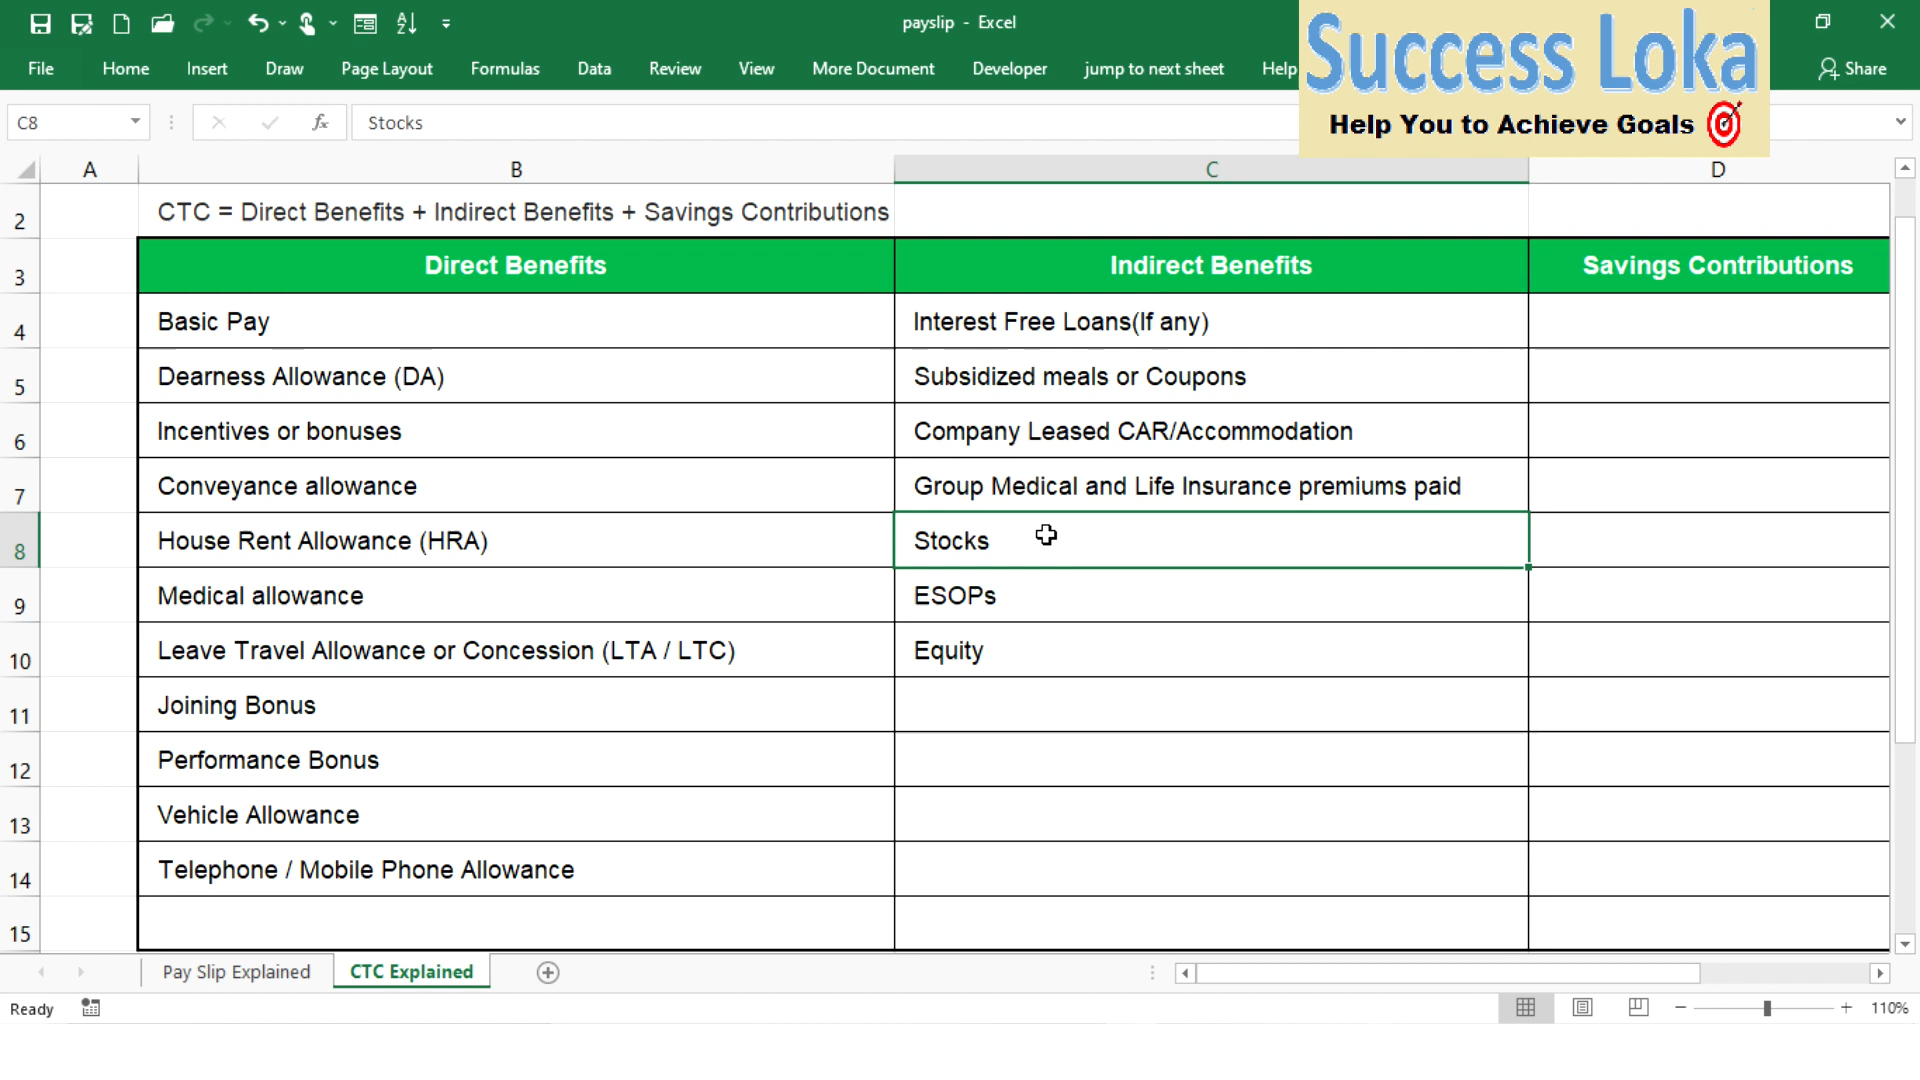 payslip - Excel
Success Loka
Help You to Achieve Goals
File Home Insert Draw Page Layout Formulas Data Review View More Document Developer jump to next sheet Help Share
C8 fx Stocks
A B C D
2 CTC = Direct Benefits + Indirect Benefits + Savings Contributions
3 Direct Benefits Indirect Benefits Savings Contributions
4 Basic Pay Interest Free Loans(If any)
5 Dearness Allowance (DA) Subsidized meals or Coupons
6 Incentives or bonuses Company Leased CAR/Accommodation
7 Conveyance allowance Group Medical and Life Insurance premiums paid
8 House Rent Allowance (HRA) Stocks
9 Medical allowance ESOPs
10 Leave Travel Allowance or Concession (LTA / LTC) Equity
11 Joining Bonus
12 Performance Bonus
13 Vehicle Allowance
14 Telephone / Mobile Phone Allowance
15
Pay Slip Explained CTC Explained
Ready 110%